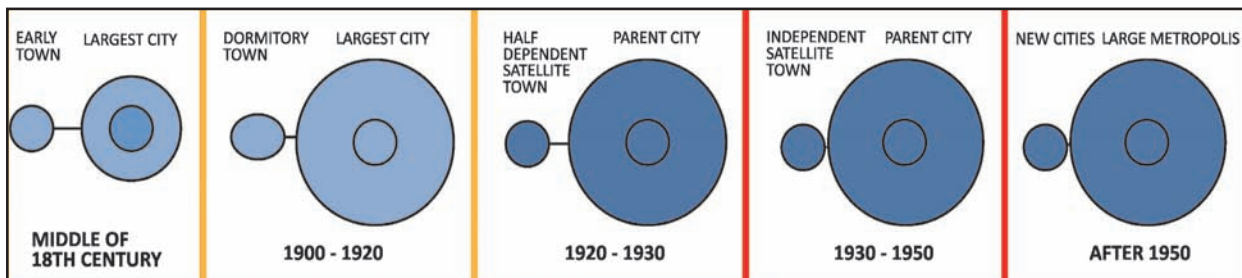 EARLY
TOWN
LARGEST CITY
MIDDLE OF
18TH CENTURY
DORMITORY
TOWN
LARGEST CITY
1900 - 1920
HALF
DEPENDENT
SATELLITE
TOWN
PARENT CITY
1920 - 1930
INDEPENDENT
SATELLITE
TOWN
PARENT CITY
1930 - 1950
NEW CITIES
LARGE METROPOLIS
AFTER 1950